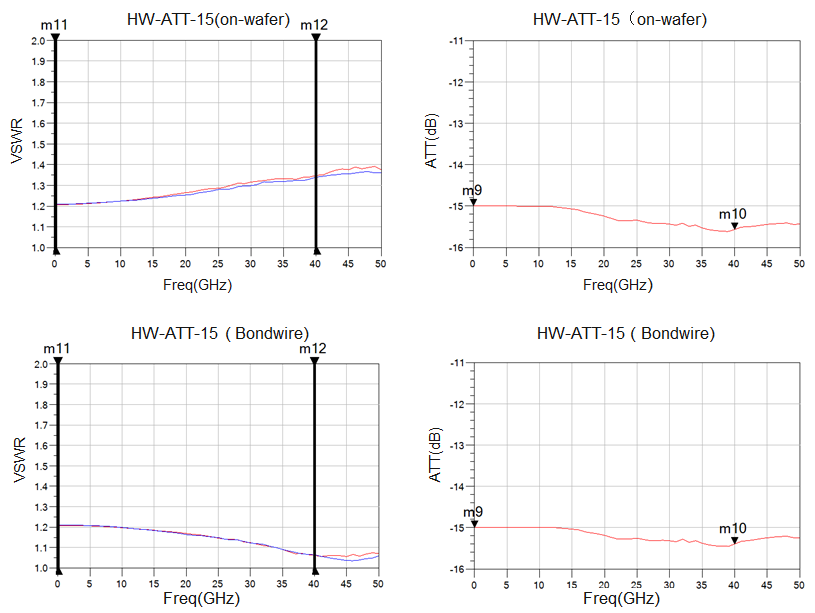 HW-ATT-15(on-wafer)
m11
m12
2.0
1.9
1.8
1.7
1.6
1.5
1.4
1.3
1.2
1.1
1.0
VSWR
0 5 10 15 20 25 30 35 40 45 50
Freq(GHz)
HW-ATT-15（on-wafer)
-11
-12
-13
-14
-15
-16
ATT(dB)
m9
m10
0 5 10 15 20 25 30 35 40 45 50
Freq(GHz)
HW-ATT-15 ( Bondwire)
m11
m12
2.0
1.9
1.8
1.7
1.6
1.5
1.4
1.3
1.2
1.1
1.0
VSWR
0 5 10 15 20 25 30 35 40 45 50
Freq(GHz)
HW-ATT-15 ( Bondwire)
-11
-12
-13
-14
-15
-16
ATT(dB)
m9
m10
0 5 10 15 20 25 30 35 40 45 50
Freq(GHz)